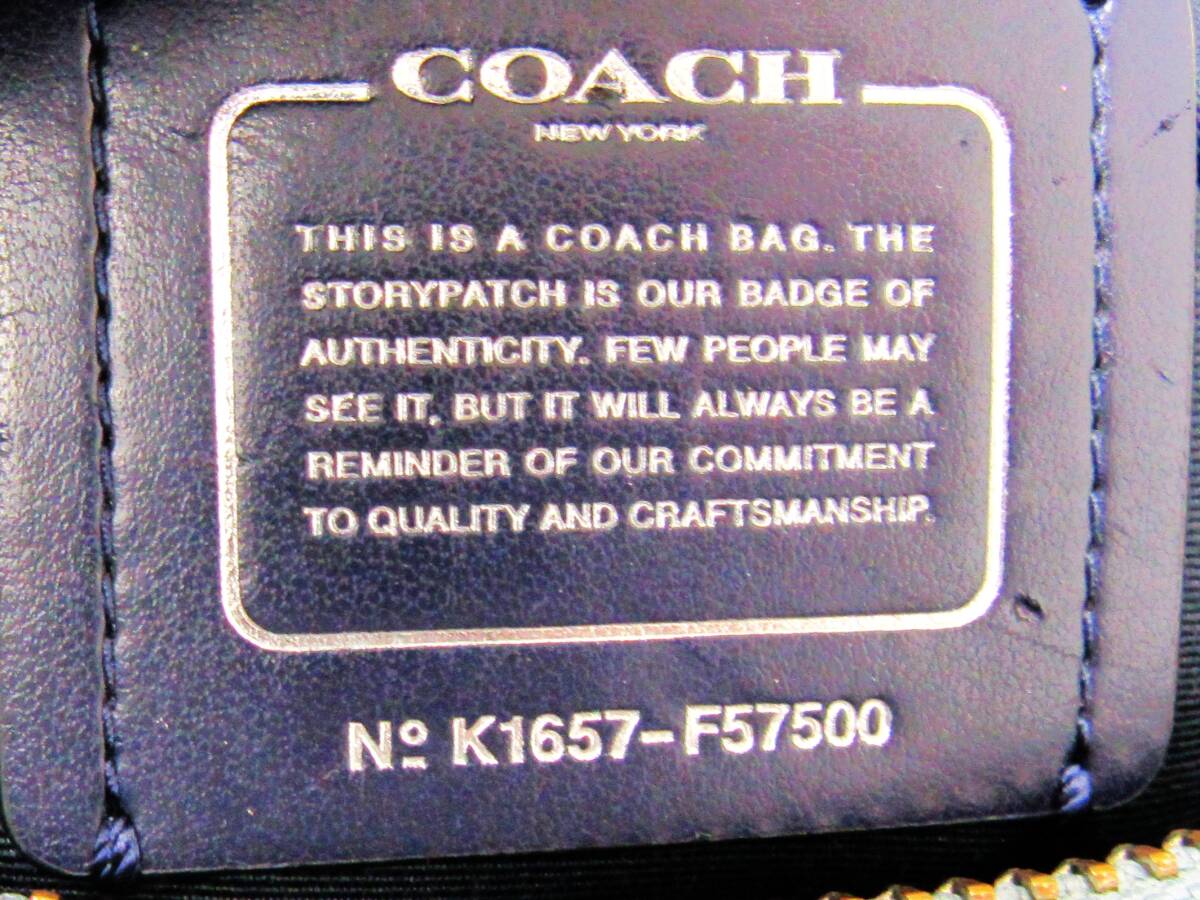 COACH
NEW YORK
THIS IS A COACH BAG. THE
STORYPATCH IS OUR BADGE OF
AUTHENTICITY. FEW PEOPLE MAY
SEE IT, BUT IT WILL ALWAYS BE A
REMINDER OF OUR COMMITMENT
TO QUALITY AND CRAFTSMANSHIP.
Nº K1657-F57500